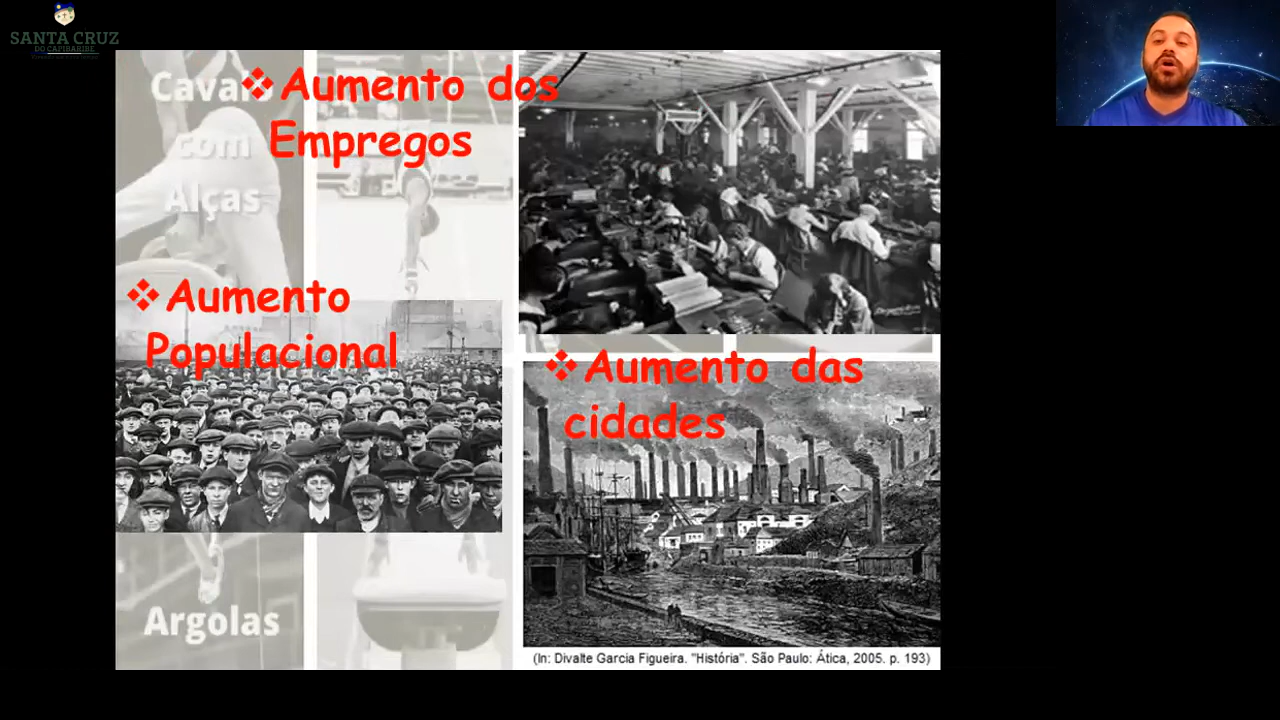 SANTA CRUZ
DO CAPIBARIBE
Cavalo
com
Alças
❖Aumento dos
Empregos
❖Aumento
Populacional
❖Aumento das
cidades
Argolas
(In: Divalte Garcia Figueira. "História". São Paulo: Ática, 2005. p. 193)